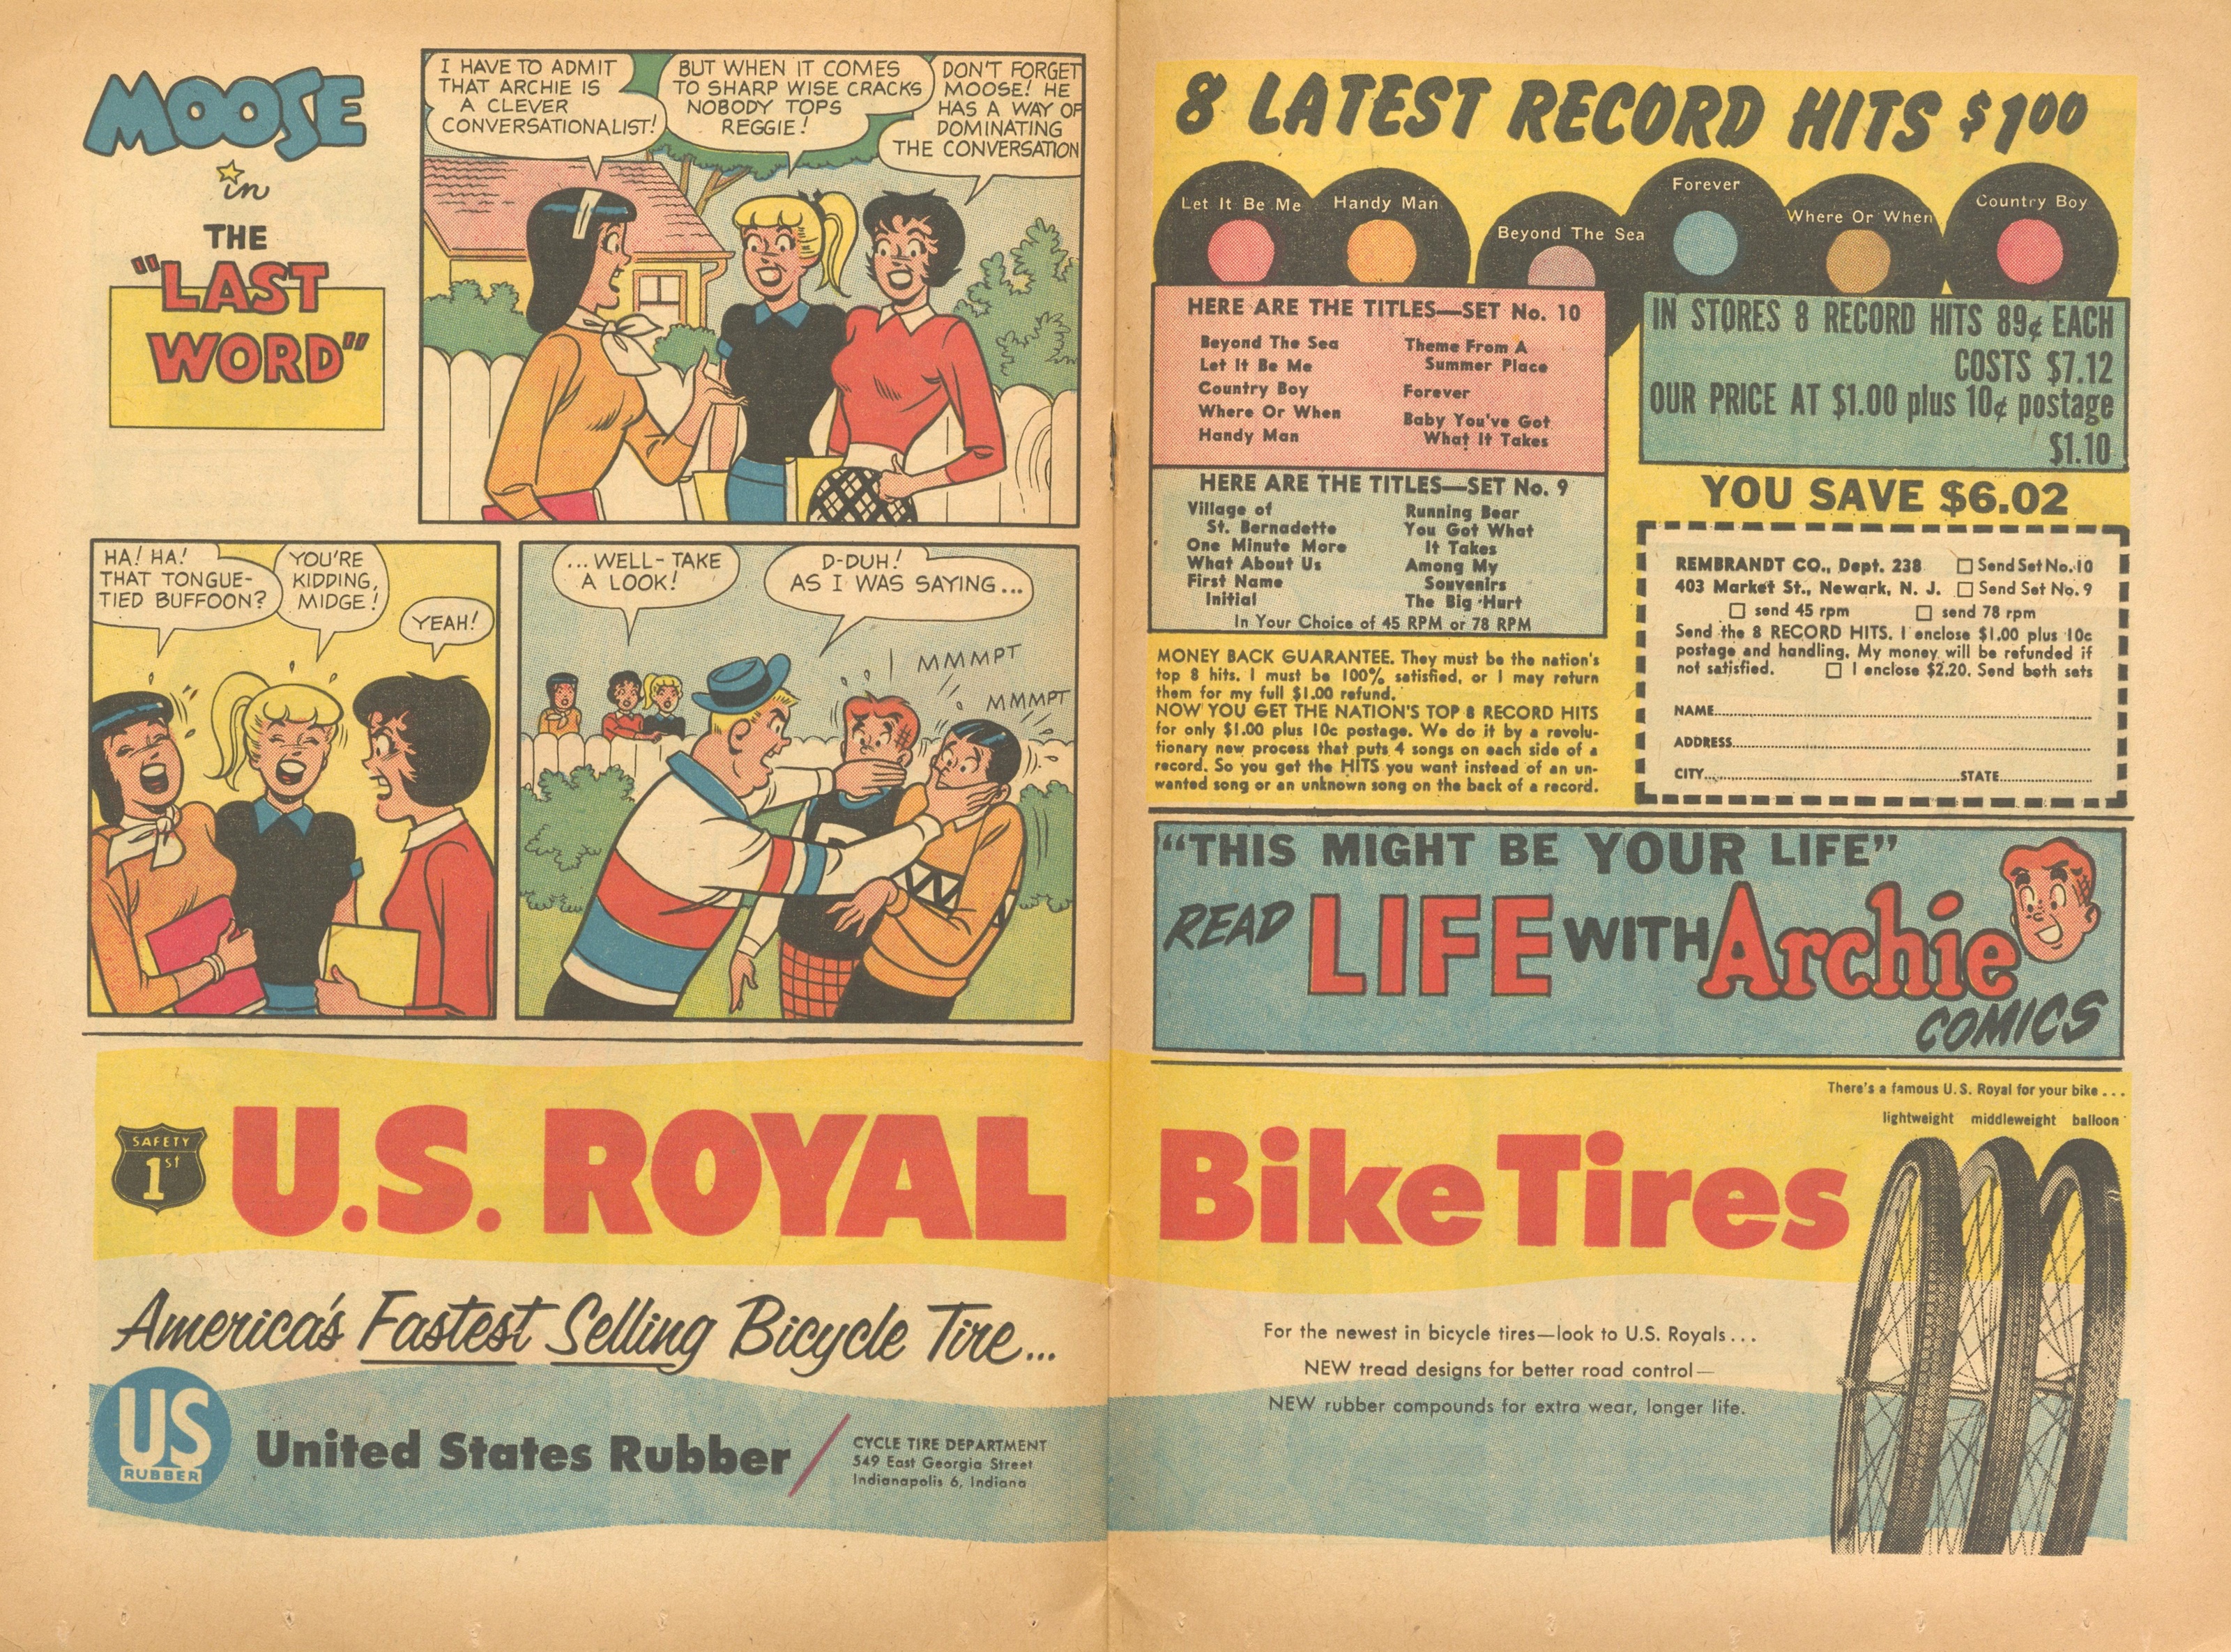 MOOSE
in
THE
"LAST
WORD"
I HAVE TO ADMIT
THAT ARCHIE IS
A CLEVER
CONVERSATIONALIST!
BUT WHEN IT COMES
TO SHARP WISE CRACKS
NOBODY TOPS
REGGIE!
DON'T FORGET
MOOSE! HE
HAS A WAY OF
DOMINATING
THE CONVERSATION
HA! HA!
THAT TONGUE-
TIED BUFFOON?
YOU'RE
KIDDING,
MIDGE!
YEAH!
...WELL-TAKE
A LOOK!
D-DUH!
AS I WAS SAYING...
MMMPT
MMMPT
SAFETY
1st
U.S. ROYAL
America's Fastest Selling Bicycle Tire...
US
RUBBER
United States Rubber
CYCLE TIRE DEPARTMENT
549 East Georgia Street
Indianapolis 6, Indiana
8 LATEST RECORD HITS $1.00
Let It Be Me
Handy Man
Beyond The Sea
Forever
Where Or When
Country Boy
HERE ARE THE TITLES—SET No. 10
Beyond The Sea
Let It Be Me
Country Boy
Where Or When
Handy Man
Theme From A
Summer Place
Forever
Baby You've Got
What It Takes
HERE ARE THE TITLES—SET No. 9
Village of
St. Bernadette
One Minute More
What About Us
First Name
Initial
Running Bear
You Got What
It Takes
Among My
Souvenirs
The Big Hurt
In Your Choice of 45 RPM or 78 RPM
MONEY BACK GUARANTEE. They must be the nation's
top 8 hits. I must be 100% satisfied, or I may return
them for my full $1.00 refund.
NOW YOU GET THE NATION'S TOP 8 RECORD HITS
for only $1.00 plus 10c postage. We do it by a revolu-
tionary new process that puts 4 songs on each side of a
record. So you get the HITS you want instead of an un-
wanted song or an unknown song on the back of a record.
IN STORES 8 RECORD HITS 89¢ EACH
COSTS $7.12
OUR PRICE AT $1.00 plus 10¢ postage
$1.10
YOU SAVE $6.02
REMBRANDT CO., Dept. 238 □ Send Set No. 10
403 Market St., Newark, N. J. □ Send Set No. 9
□ send 45 rpm □ send 78 rpm
Send the 8 RECORD HITS. I enclose $1.00 plus 10c
postage and handling. My money will be refunded if
not satisfied. □ I enclose $2.20. Send both sets
NAME
ADDRESS
CITY STATE
"THIS MIGHT BE YOUR LIFE"
READ LIFE WITH Archie
COMICS
There's a famous U.S. Royal for your bike...
lightweight middleweight balloon
Bike Tires
For the newest in bicycle tires—look to U.S. Royals...
NEW tread designs for better road control—
NEW rubber compounds for extra wear, longer life.